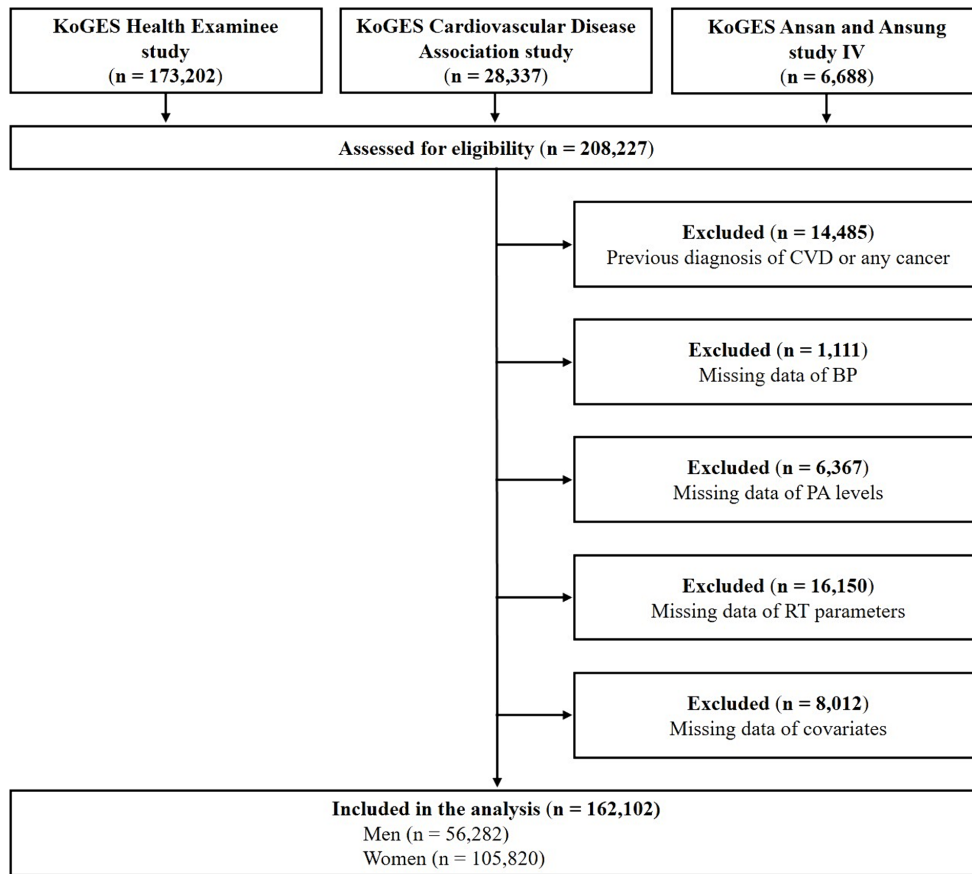 KoGES Health Examinee
study
(n = 173,202)
KoGES Cardiovascular Disease
Association study
(n = 28,337)
KoGES Ansan and Ansung
study IV
(n = 6,688)
Assessed for eligibility (n = 208,227)
Excluded (n = 14,485)
Previous diagnosis of CVD or any cancer
Excluded (n = 1,111)
Missing data of BP
Excluded (n = 6,367)
Missing data of PA levels
Excluded (n = 16,150)
Missing data of RT parameters
Excluded (n = 8,012)
Missing data of covariates
Included in the analysis (n = 162,102)
Men (n = 56,282)
Women (n = 105,820)